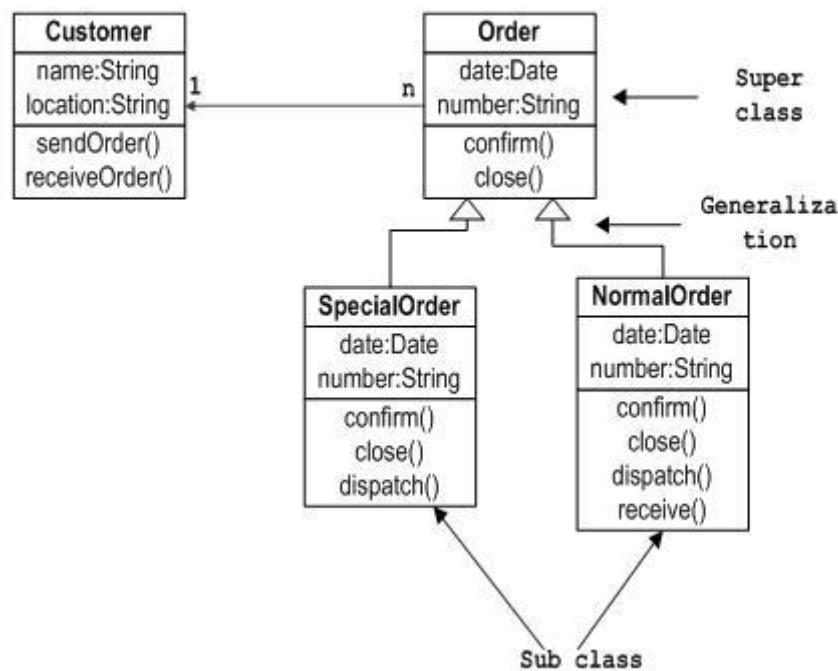 Customer
name:String
location:String
sendOrder()
receiveOrder()
1
n
Order
date:Date
number:String
confirm()
close()
Super
class
Generaliza
tion
SpecialOrder
date:Date
number:String
confirm()
close()
dispatch()
NormalOrder
date:Date
number:String
confirm()
close()
dispatch()
receive()
Sub class